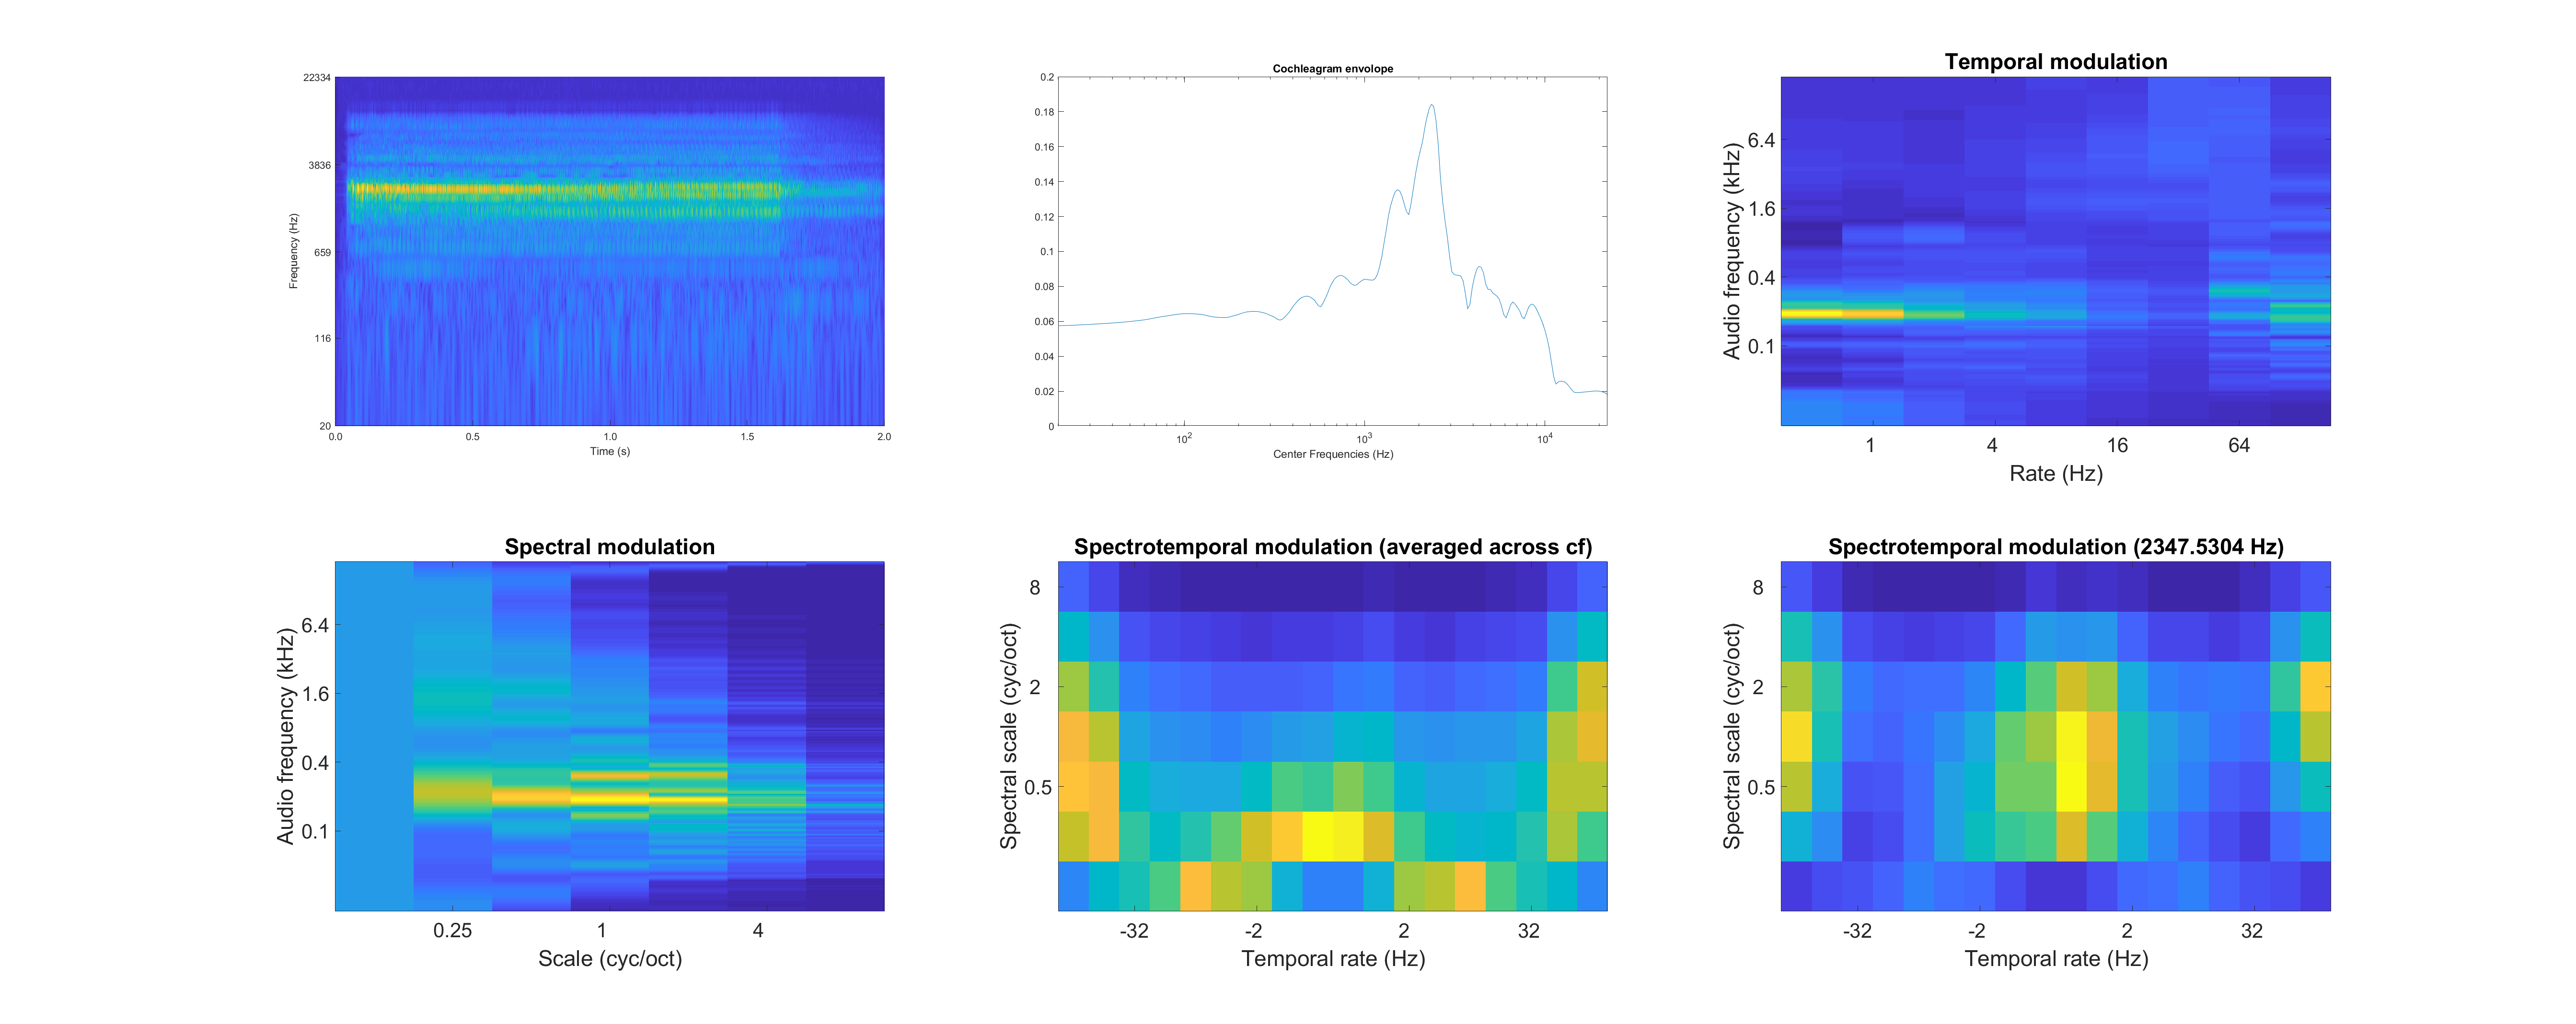 22334
3836
659
116
20
Frequency (Hz)
0.0 0.5 1.0 1.5 2.0
Time (s)
Cochleagram envolope
0.2
0.18
0.16
0.14
0.12
0.1
0.08
0.06
0.04
0.02
0
10^2 10^3 10^4
Center Frequencies (Hz)
Temporal modulation
6.4
1.6
0.4
0.1
Audio frequency (kHz)
1 4 16 64
Rate (Hz)
Spectral modulation
6.4
1.6
0.4
0.1
Audio frequency (kHz)
0.25 1 4
Scale (cyc/oct)
Spectrotemporal modulation (averaged across cf)
8
2
0.5
Spectral scale (cyc/oct)
-32 -2 2 32
Temporal rate (Hz)
Spectrotemporal modulation (2347.5304 Hz)
8
2
0.5
Spectral scale (cyc/oct)
-32 -2 2 32
Temporal rate (Hz)